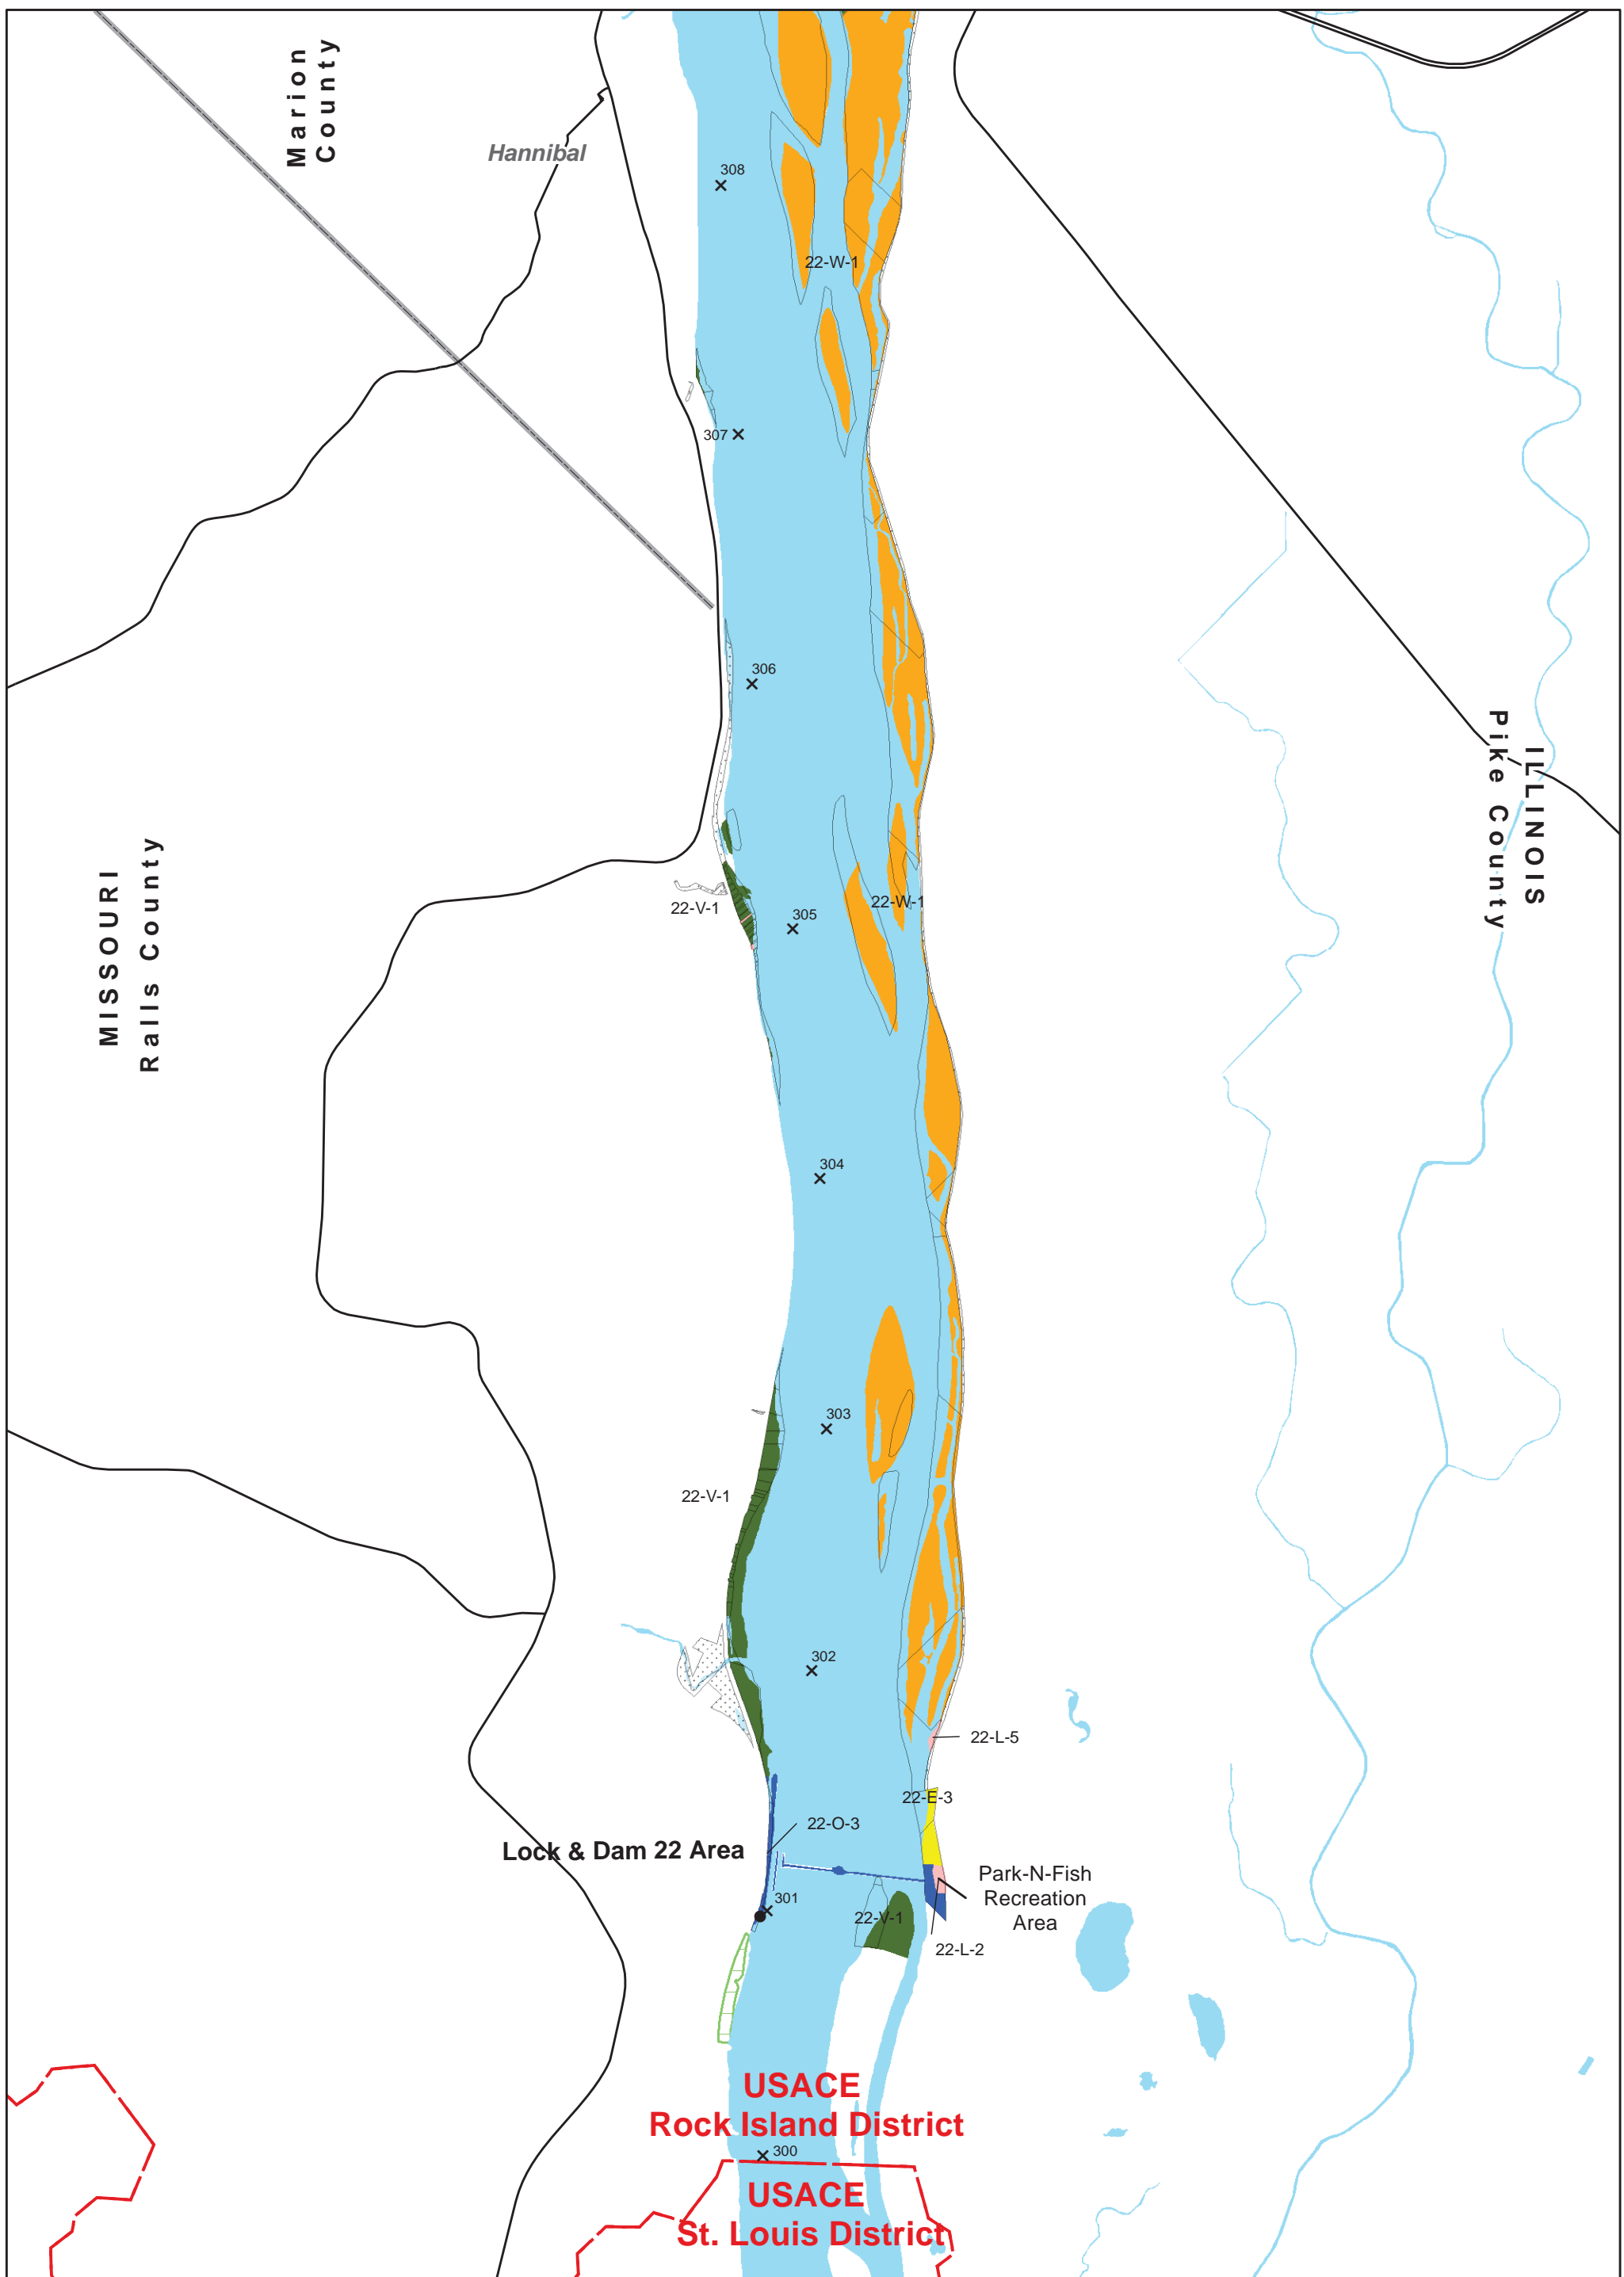 Marion
County
Hannibal
308
22-W-1
307
306
ILLINOIS
Pike County
MISSOURI
Ralls County
22-V-1
305
22-W-1
304
303
22-V-1
302
22-L-5
22-E-3
22-O-3
Lock & Dam 22 Area
Park-N-Fish
Recreation
Area
301
22-V-1
22-L-2
USACE
Rock Island District
300
USACE
St. Louis District